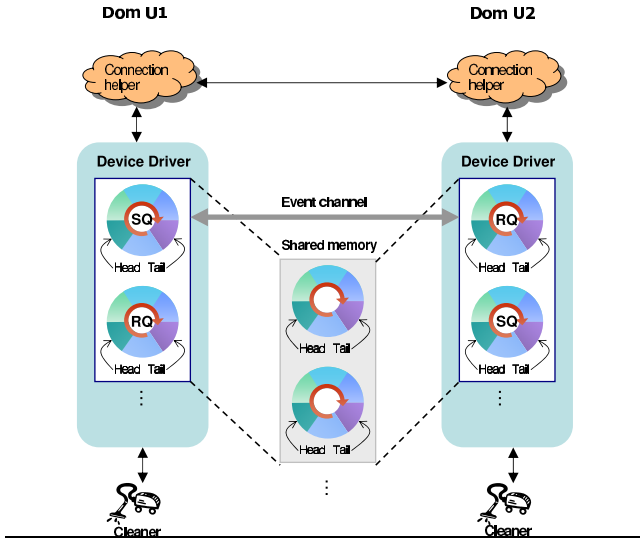 Dom U1
Dom U2
Connection
helper
Connection
helper
Device Driver
Device Driver
SQ
Head Tail
RQ
Head Tail
⋮
Event channel
Shared memory
Head Tail
Head Tail
⋮
RQ
Head Tail
SQ
Head Tail
⋮
Cleaner
Cleaner